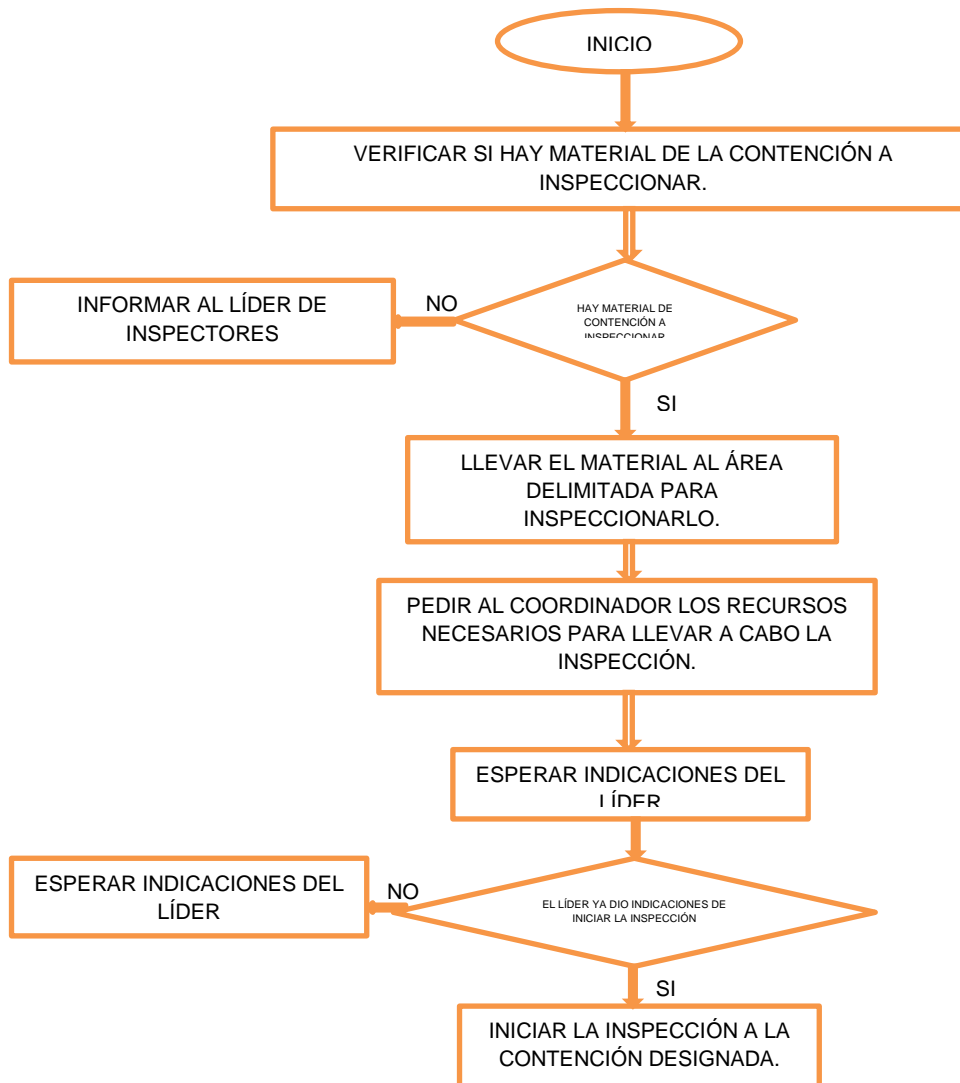 INICIO
VERIFICAR SI HAY MATERIAL DE LA CONTENCIÓN A
INSPECCIONAR.
INFORMAR AL LÍDER DE
INSPECTORES
NO
HAY MATERIAL DE
CONTENCIÓN A
INSPECCIONAR
SI
LLEVAR EL MATERIAL AL ÁREA
DELIMITADA PARA
INSPECCIONARLO.
PEDIR AL COORDINADOR LOS RECURSOS
NECESARIOS PARA LLEVAR A CABO LA
INSPECCIÓN.
ESPERAR INDICACIONES DEL
LÍDER
ESPERAR INDICACIONES DEL
LÍDER
NO
EL LÍDER YA DIO INDICACIONES DE
INICIAR LA INSPECCIÓN
SI
INICIAR LA INSPECCIÓN A LA
CONTENCIÓN DESIGNADA.